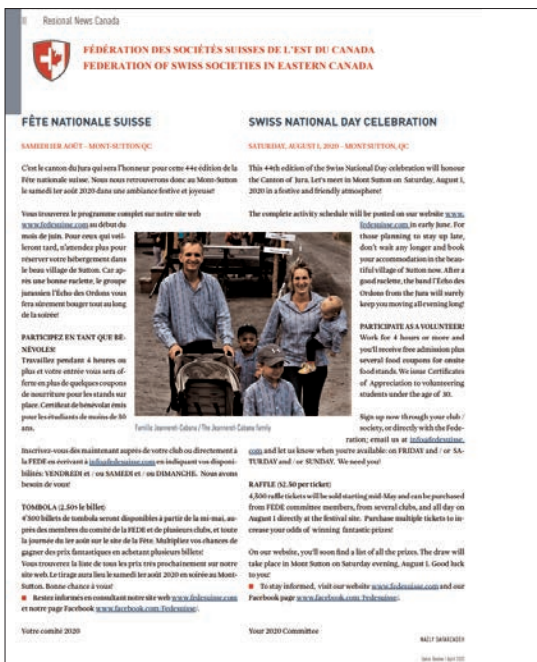 II Regional News Canada
FÉDÉRATION DES SOCIÉTÉS SUISSES DE L'EST DU CANADA
FEDERATION OF SWISS SOCIETIES IN EASTERN CANADA
FÊTE NATIONALE SUISSE
SAMEDI 1ER AOÛT – MONT-SUTTON QC
C'est le canton du Jura qui sera l'honneur pour cette 44e édition de la
Fête nationale suisse. Nous nous retrouverons donc au Mont-Sutton
le samedi 1er août 2020 dans une ambiance festive et joyeuse!
Vous trouverez le programme complet sur notre site web
www.fedesuisse.com au début du
mois de juin. Pour ceux qui veil-
leront tard, n'attendez plus pour
réserver votre hébergement dans
le beau village de Sutton. Car ap-
rès une bonne raclette, le groupe
jurassien l'Écho des Ordons vous
fera sûrement bouger tout au long
de la soirée!
PARTICIPEZ EN TANT QUE BÉ-
NÉVOLES!
Travaillez pendant 4 heures ou
plus et votre entrée vous sera of-
ferte en plus de quelques coupons
de nourriture pour les stands sur
place. Certificat de bénévolat émis
pour les étudiants de moins de 30
ans.
Inscrivez-vous dès maintenant auprès de votre club ou directement à
la FEDE en écrivant à info@fedesuisse.com en indiquant vos disponi-
bilités: VENDREDI et / ou SAMEDI et / ou DIMANCHE. Nous avons
besoin de vous!
TOMBOLA (2.50$ le billet)
4'500 billets de tombola seront disponibles à partir de la mi-mai, au-
près des membres du comité de la FEDE et de plusieurs clubs, et toute
la journée du 1er août sur le site de la Fête. Multipliez vos chances de
gagner des prix fantastiques en achetant plusieurs billets!
Vous trouverez la liste de tous les prix très prochainement sur notre
site web. Le tirage aura lieu le samedi 1er août 2020 en soirée au Mont-
Sutton. Bonne chance à vous!
Restez informés en consultant notre site web www.fedesuisse.com
et notre page Facebook www.facebook.com/Fedesuisse/.
Votre comité 2020
SWISS NATIONAL DAY CELEBRATION
SATURDAY, AUGUST 1, 2020 – MONT SUTTON, QC
This 44th edition of the Swiss National Day celebration will honour
the Canton of Jura. Let's meet in Mont Sutton on Saturday, August 1,
2020 in a festive and friendly atmosphere!
The complete activity schedule will be posted on our website www.
fedesuisse.com in early June. For
those planning to stay up late,
don't wait any longer and book
your accommodation in the beau-
tiful village of Sutton now. After a
good raclette, the band l'Écho des
Ordons from the Jura will surely
keep you moving all evening long!
PARTICIPATE AS A VOLUNTEER!
Work for 4 hours or more and
you'll receive free admission plus
several food coupons for onsite
food stands. We issue Certificates
of Appreciation to volunteering
students under the age of 30.
Sign up now through your club /
society, or directly with the Fede-
ration; email us at info@fedesuisse.
com and let us know when you're available: on FRIDAY and / or SA-
TURDAY and / or SUNDAY. We need you!
RAFFLE ($2.50 per ticket)
4,500 raffle tickets will be sold starting mid-May and can be purchased
from FEDE committee members, from several clubs, and all day on
August 1 directly at the festival site. Purchase multiple tickets to in-
crease your odds of winning fantastic prizes!
On our website, you'll soon find a list of all the prizes. The draw will
take place in Mont Sutton on Saturday evening, August 1. Good luck
to you!
To stay informed, visit our website www.fedesuisse.com and our
Facebook page www.facebook.com/Fedesuisse/.
Your 2020 Committee
Famille Jeanneret-Cabana / The Jeanneret-Cabana family
Swiss Review / April 2020